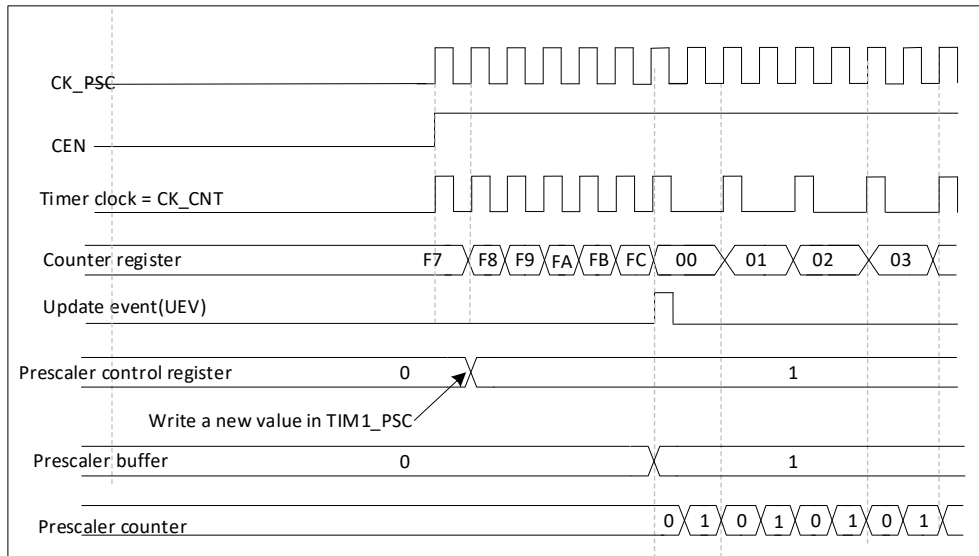 CK_PSC
CEN
Timer clock = CK_CNT
Counter register F7 F8 F9 FA FB FC 00 01 02 03
Update event(UEV)
Prescaler control register 0 1
Write a new value in TIM1_PSC
Prescaler buffer 0 1
Prescaler counter 0 1 0 1 0 1 0 1